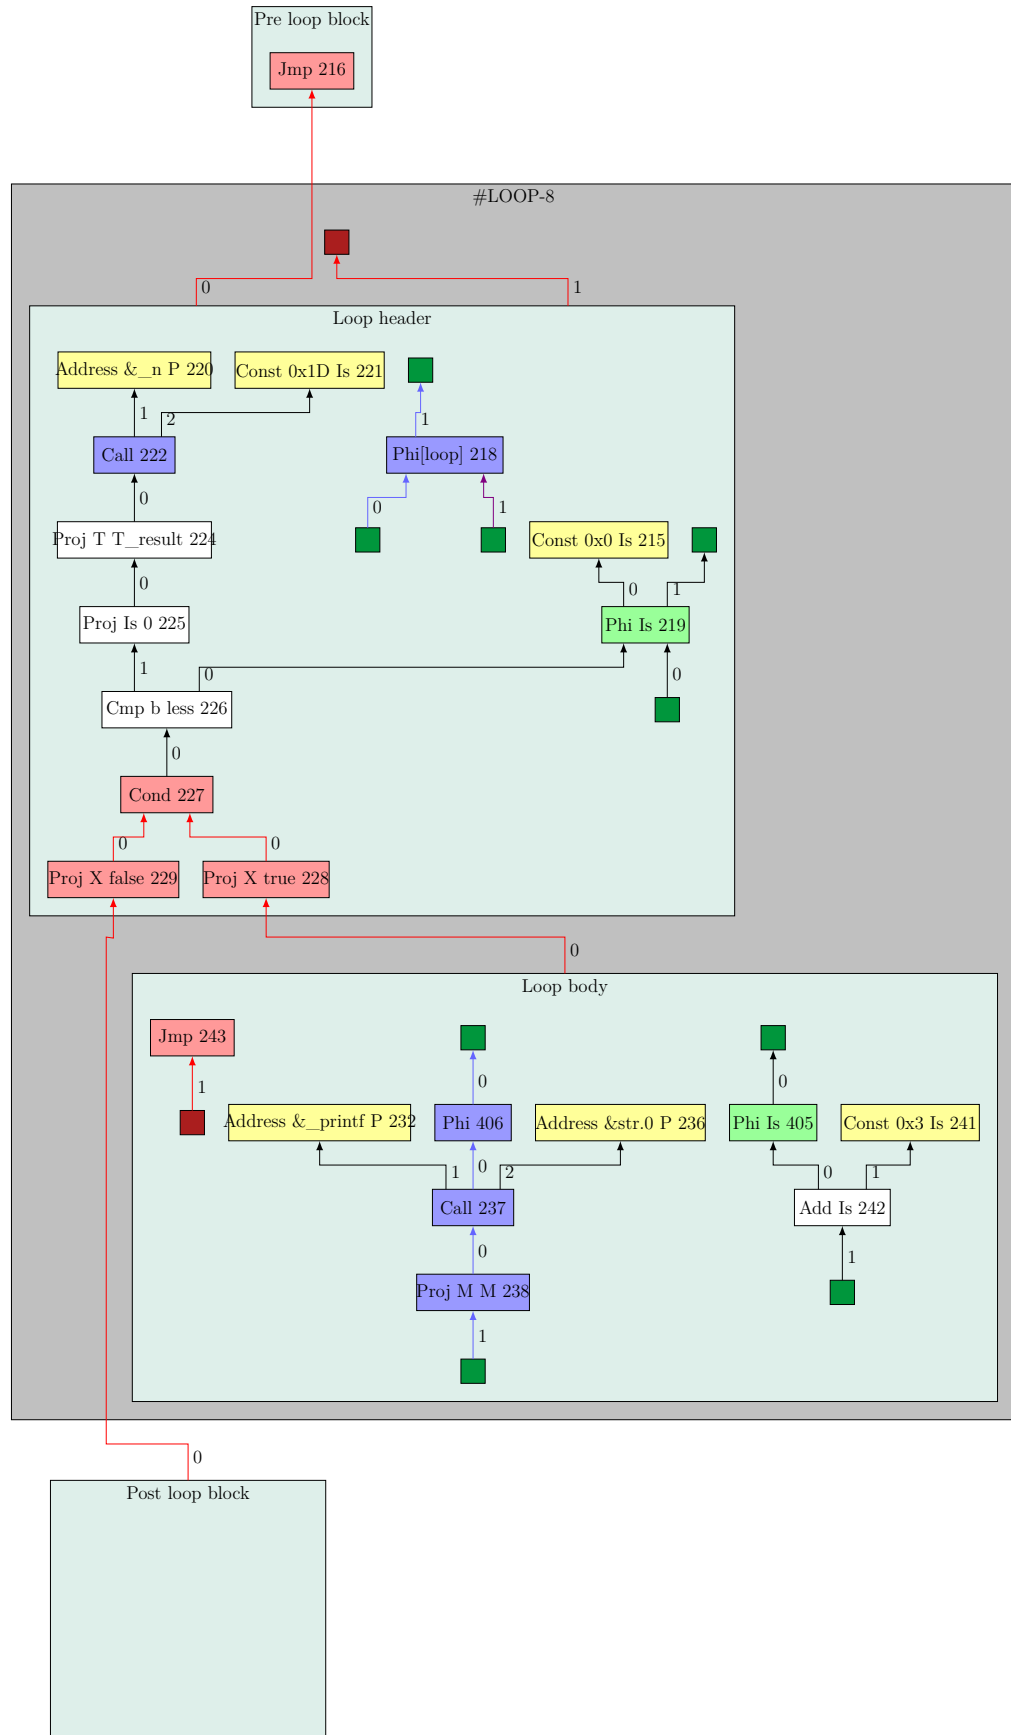 Pre loop block
Jmp 216
#LOOP-8
0
1
Loop header
Address &_n P 220
Const 0x1D Is 221
1
2
1
Call 222
Phi[loop] 218
0
0
1
Proj T T_result 224
Const 0x0 Is 215
0
0
1
Proj Is 0 225
Phi Is 219
1
0
0
Cmp b less 226
0
Cond 227
0
0
Proj X false 229
Proj X true 228
0
Loop body
Jmp 243
1
0
0
Address &_printf P 232
Phi 406
Address &str.0 P 236
Phi Is 405
Const 0x3 Is 241
1
0
2
0
1
Call 237
Add Is 242
0
1
Proj M M 238
1
0
Post loop block